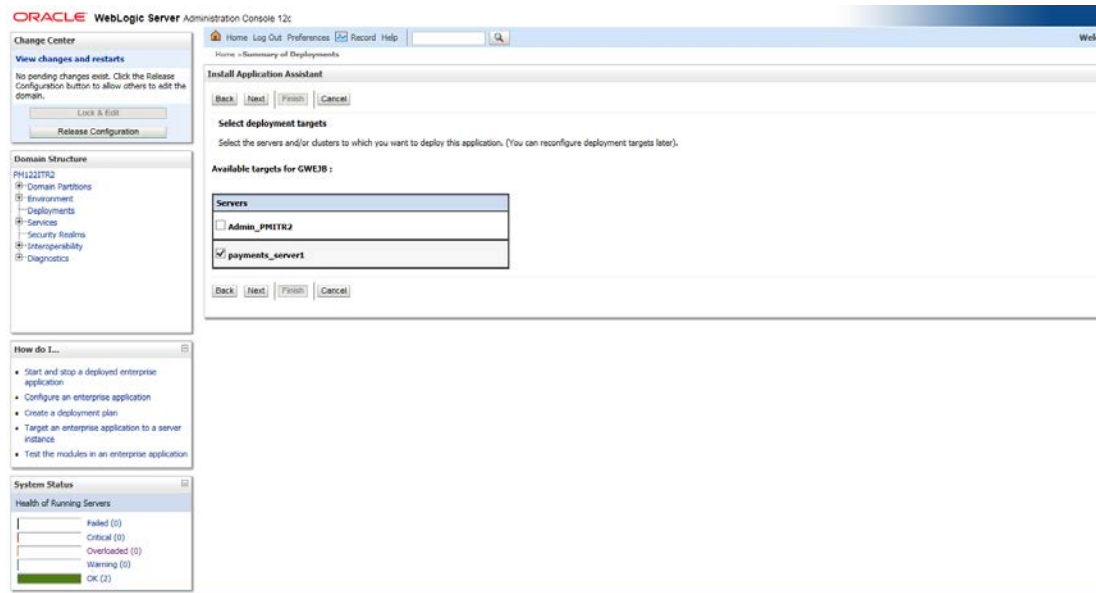 ORACLE WebLogic Server Administration Console 12c
Change Center
View changes and restarts
No pending changes exist. Click the Release
Configuration button to allow others to edit the
domain.
Lock & Edit
Release Configuration
Domain Structure
PM122ITR2
Domain Partitions
Environment
Deployments
Services
Security Realms
Interoperability
Diagnostics
How do I...
Start and stop a deployed enterprise
application
Configure an enterprise application
Create a deployment plan
Target an enterprise application to a server
instance
Test the modules in an enterprise application
System Status
Health of Running Servers
Failed (0)
Critical (0)
Overloaded (0)
Warning (0)
OK (2)
Home Log Out Preferences Record Help
Wel
Home >Summary of Deployments
Install Application Assistant
Back Next Finish Cancel
Select deployment targets
Select the servers and/or clusters to which you want to deploy this application. (You can reconfigure deployment targets later).
Available targets for GWEJB :
Servers
Admin_PMITR2
payments_server1
Back Next Finish Cancel